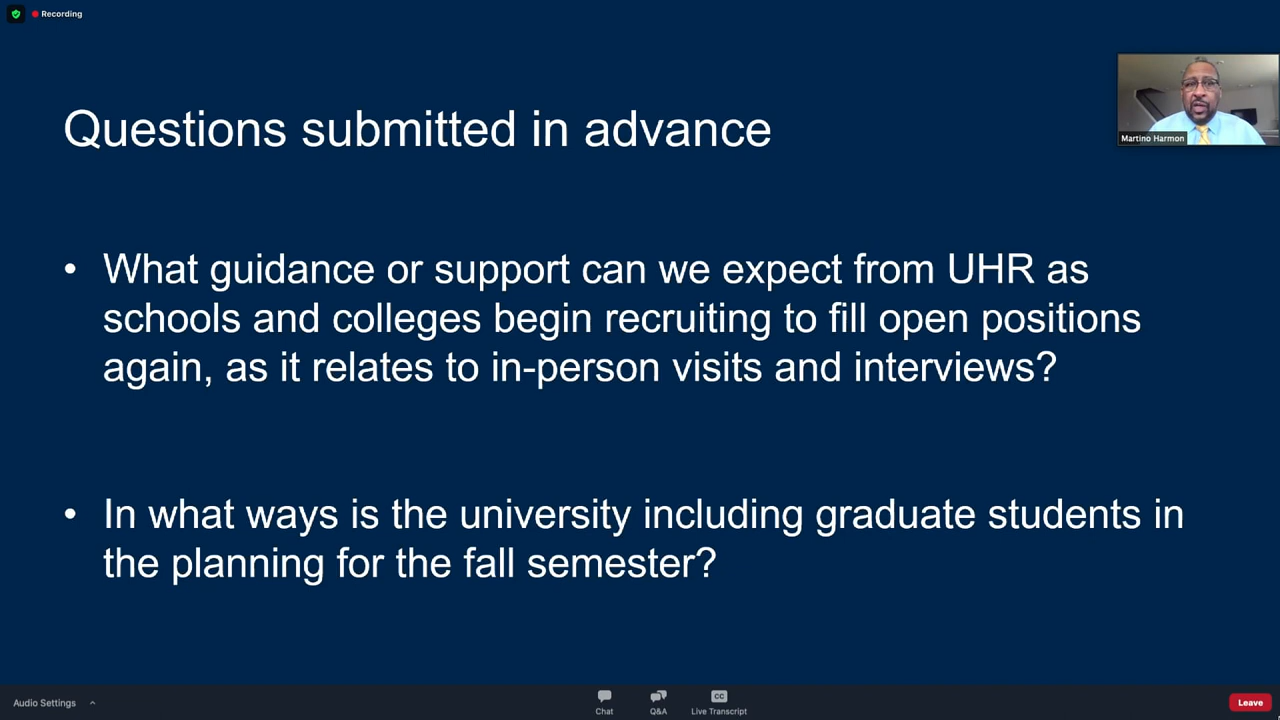 Recording
Questions submitted in advance
Martino Harmon
• What guidance or support can we expect from UHR as
schools and colleges begin recruiting to fill open positions
again, as it relates to in-person visits and interviews?
• In what ways is the university including graduate students in
the planning for the fall semester?
Audio Settings
Chat
Q&A
CC
Live Transcript
Leave